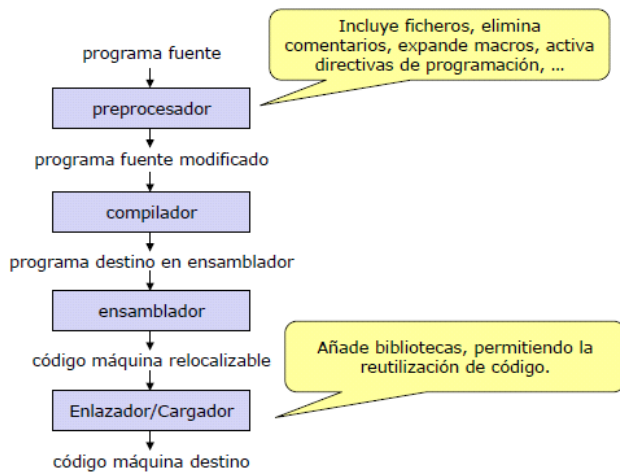 Incluye ficheros, elimina
comentarios, expande macros, activa
directivas de programación, ...
programa fuente
preprocesador
programa fuente modificado
compilador
programa destino en ensamblador
ensamblador
código máquina relocalizable
Añade bibliotecas, permitiendo la
reutilización de código.
Enlazador/Cargador
código máquina destino